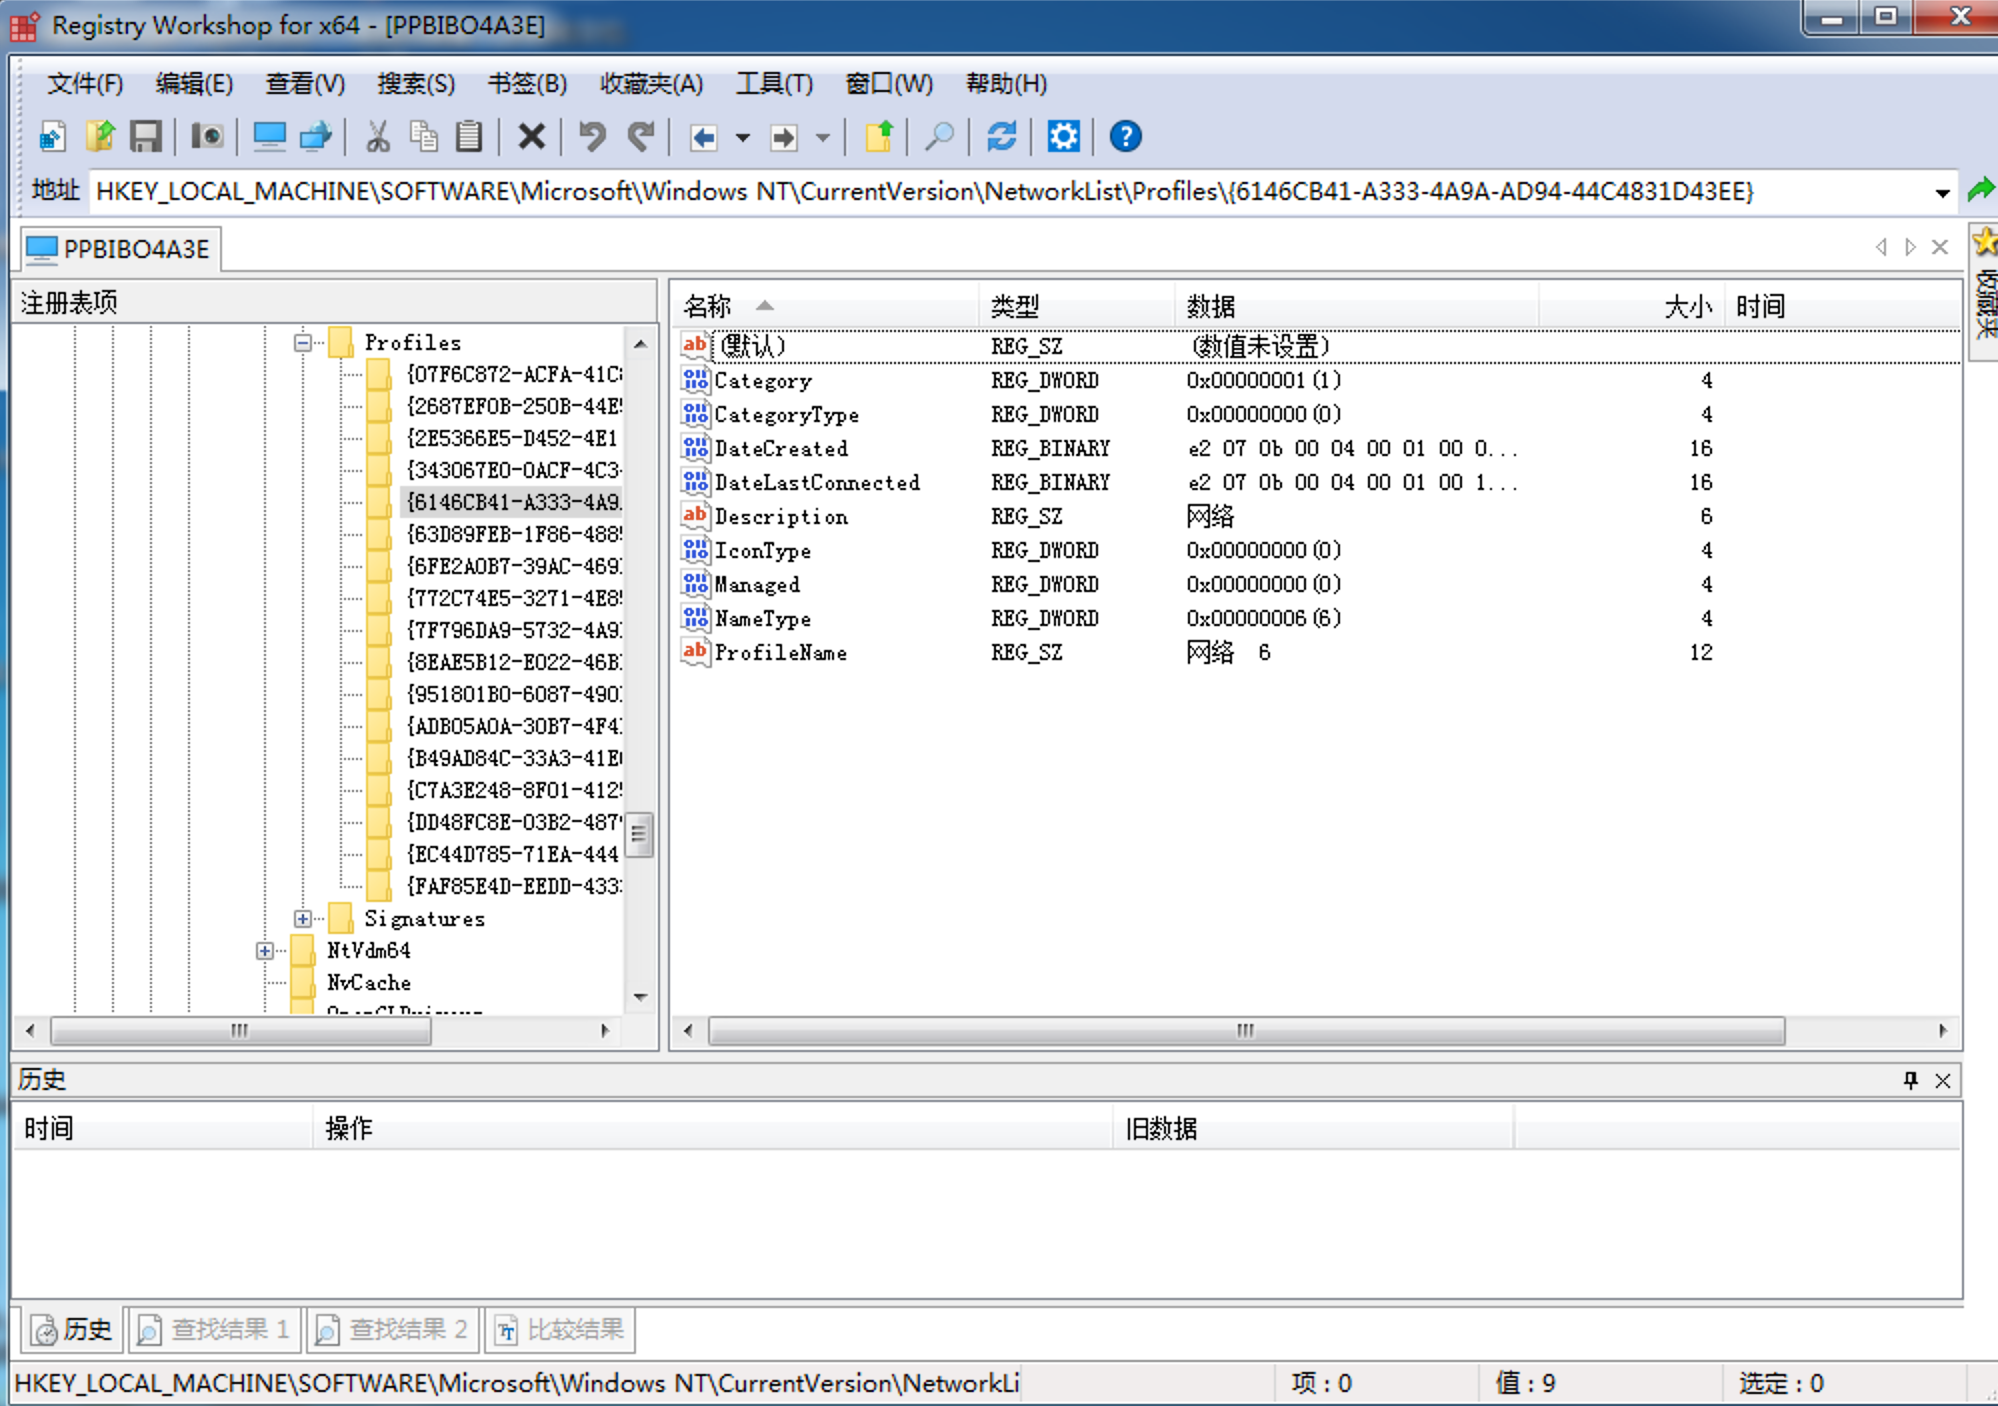 Registry Workshop for x64 - [PPBIBO4A3E]
文件(F) 编辑(E) 查看(V) 搜索(S) 书签(B) 收藏夹(A) 工具(T) 窗口(W) 帮助(H)
地址 HKEY_LOCAL_MACHINE\SOFTWARE\Microsoft\Windows NT\CurrentVersion\NetworkList\Profiles\{6146CB41-A333-4A9A-AD94-44C4831D43EE}
PPBIBO4A3E
收藏夹
注册表项
Profiles
{07F6C872-ACFA-41C
{2687EF0B-250B-44E
{2E5366E5-D452-4E1
{343067E0-0ACF-4C3
{6146CB41-A333-4A9
{63D89FEB-1F86-488
{6FE2A0B7-39AC-469
{772C74E5-3271-4E8
{7F796DA9-5732-4A9
{8EAE5B12-E022-46B
{951801B0-6087-490
{ADB05A0A-30B7-4F4
{B49AD84C-33A3-41E
{C7A3E248-8F01-412
{DD48FC8E-03B2-487
{EC44D785-71EA-444
{FAF85E4D-EEDD-433
Signatures
NtVdm64
NvCache
名称 类型 数据 大小 时间
(默认) REG_SZ (数值未设置)
Category REG_DWORD 0x00000001(1) 4
CategoryType REG_DWORD 0x00000000(0) 4
DateCreated REG_BINARY e2 07 0b 00 04 00 01 00 0... 16
DateLastConnected REG_BINARY e2 07 0b 00 04 00 01 00 1... 16
Description REG_SZ 网络 6
IconType REG_DWORD 0x00000000(0) 4
Managed REG_DWORD 0x00000000(0) 4
NameType REG_DWORD 0x00000006(6) 4
ProfileName REG_SZ 网络 6 12
历史
时间 操作 旧数据
历史 查找结果 1 查找结果 2 比较结果
HKEY_LOCAL_MACHINE\SOFTWARE\Microsoft\Windows NT\CurrentVersion\NetworkLi 项 : 0 值 : 9 选定 : 0